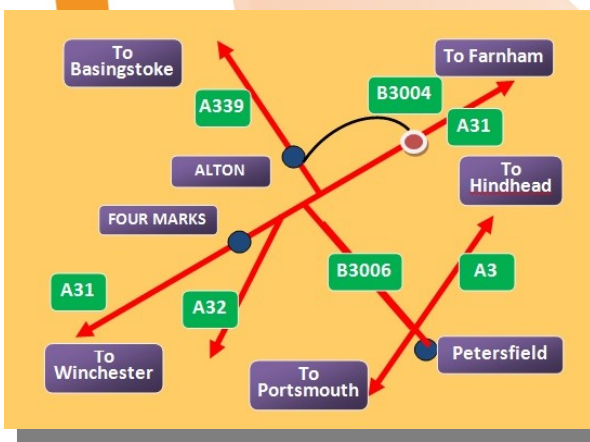 To
Basingstoke
To Farnham
B3004
A339
A31
ALTON
To
Hindhead
FOUR MARKS
B3006
A3
A31
A32
To
Winchester
Petersfield
To
Portsmouth